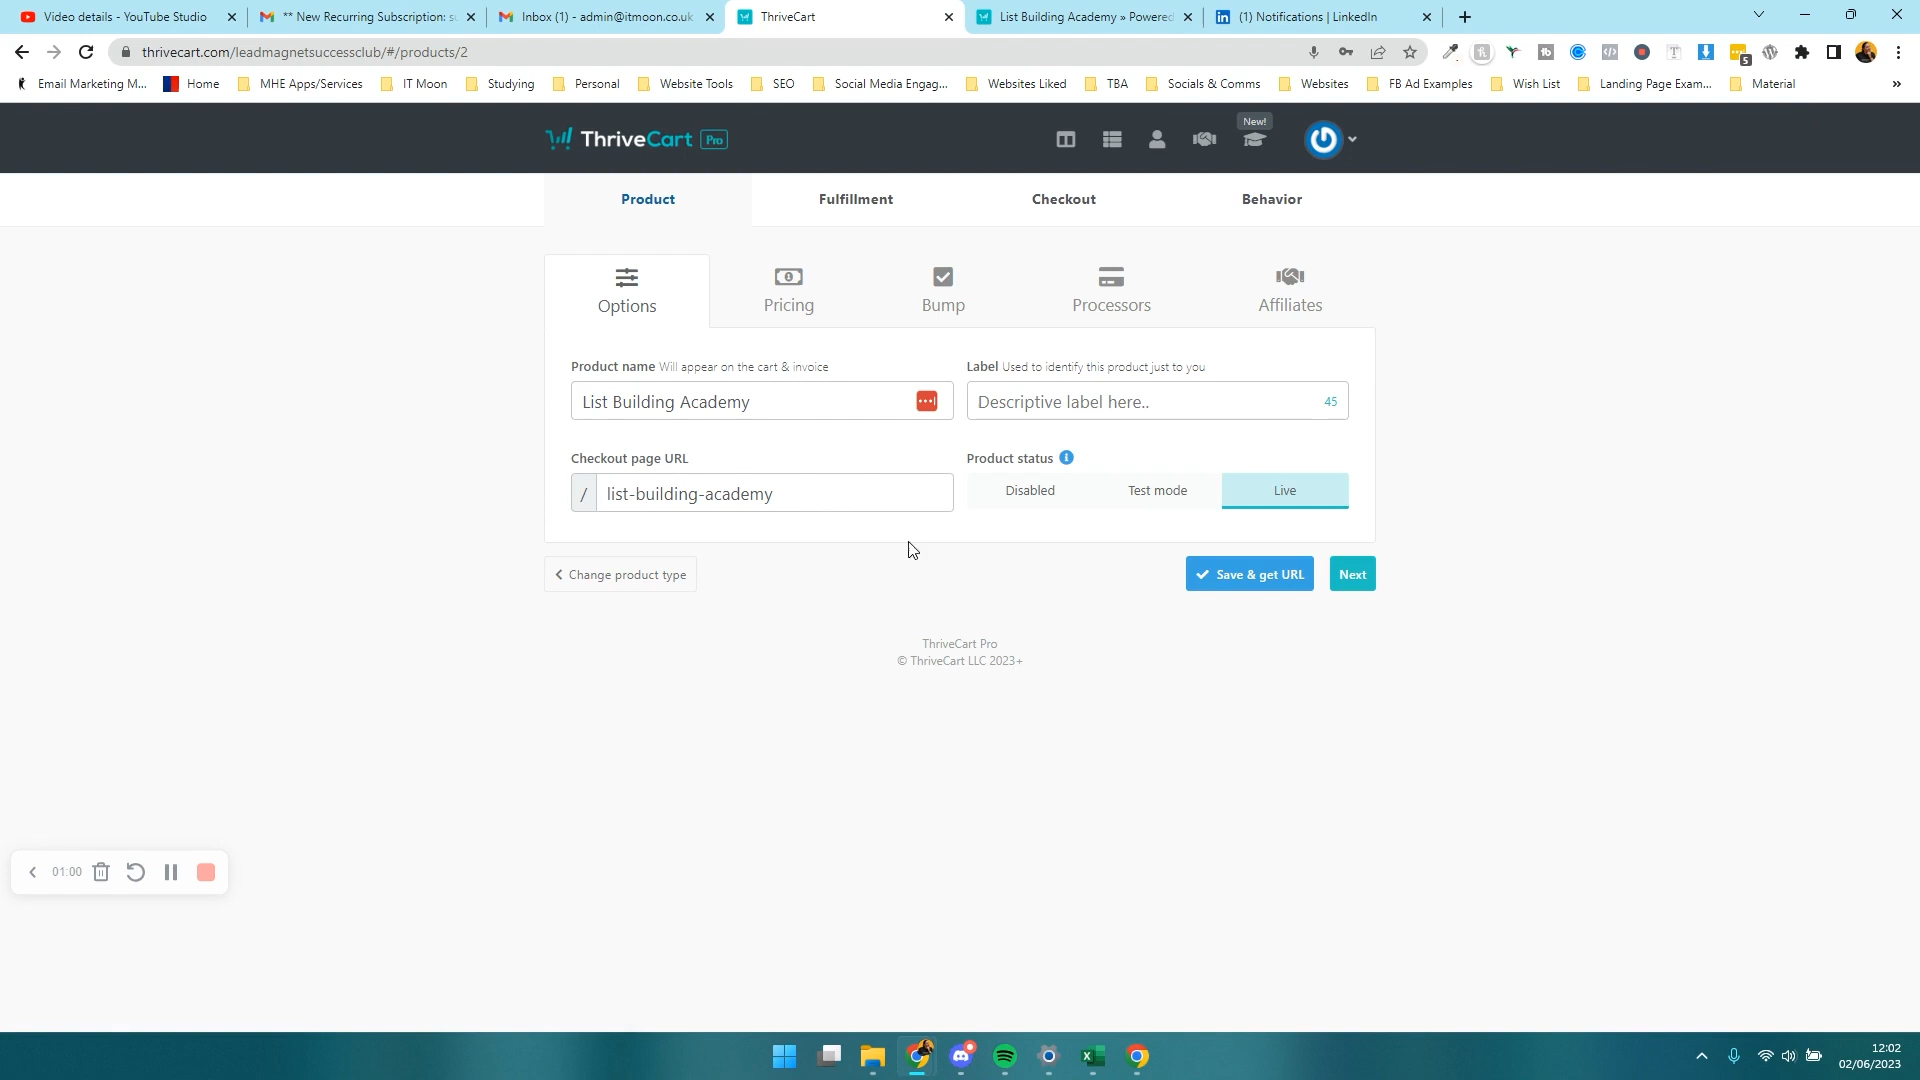 Video details - YouTube Studio
** New Recurring Subscription: su
Inbox (1) - admin@itmoon.co.uk
ThriveCart
List Building Academy » Powered
(1) Notifications | LinkedIn
thrivecart.com/leadmagnetsuccessclub/#/products/2
5
Email Marketing M...
Home
MHE Apps/Services
IT Moon
Studying
Personal
Website Tools
SEO
Social Media Engag...
Websites Liked
TBA
Socials & Comms
Websites
FB Ad Examples
Wish List
Landing Page Exam...
Material
»
ThriveCart Pro
New!
Product
Fulfillment
Checkout
Behavior
Options
Pricing
Bump
Processors
Affiliates
Product name Will appear on the cart & invoice
Label Used to identify this product just to you
List Building Academy
Descriptive label here..
45
Checkout page URL
Product status
/ list-building-academy
Disabled
Test mode
Live
Change product type
Save & get URL
Next
ThriveCart Pro
© ThriveCart LLC 2023+
01:00
12:02
02/06/2023